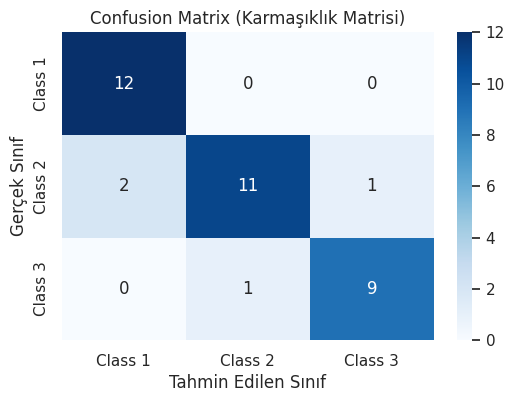 Confusion Matrix (Karmaşıklık Matrisi)
Gerçek Sınıf
Class 1
12 0 0
Class 2
2 11 1
Class 3
0 1 9
Class 1 Class 2 Class 3
Tahmin Edilen Sınıf
12
10
8
6
4
2
0